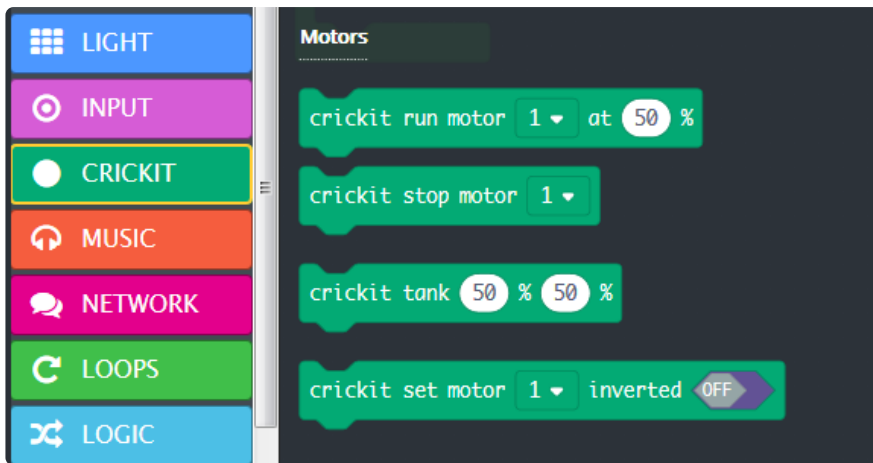 LIGHT
INPUT
CRICKIT
MUSIC
NETWORK
LOOPS
LOGIC
Motors
crickit run motor 1 at 50 %
crickit stop motor 1
crickit tank 50 % 50 %
crickit set motor 1 inverted OFF